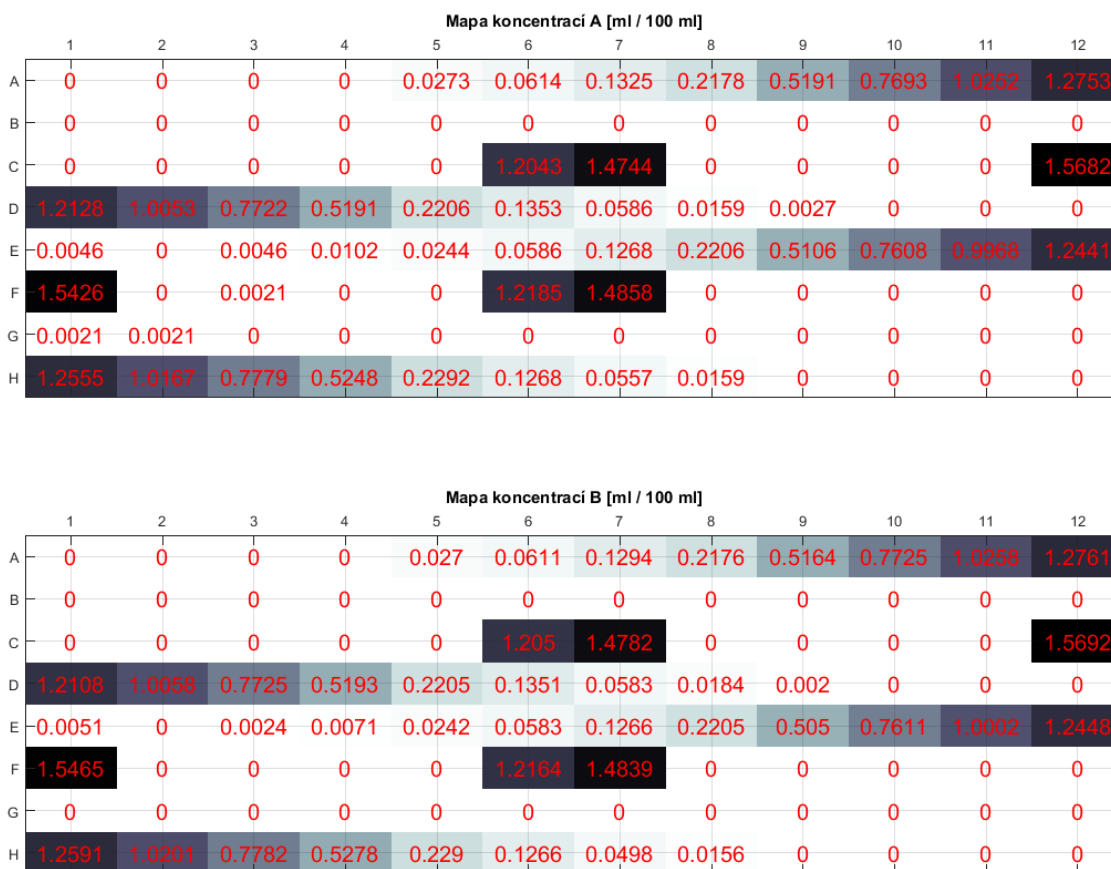 Mapa koncentrací A [ml / 100 ml]
1 2 3 4 5 6 7 8 9 10 11 12
A 0 0 0 0 0.0273 0.0614 0.1325 0.2178 0.5191 0.7693 1.0252 1.2753
B 0 0 0 0 0 0 0 0 0 0 0 0
C 0 0 0 0 0 1.2043 1.4744 0 0 0 0 1.5682
D 1.2128 1.0053 0.7722 0.5191 0.2206 0.1353 0.0586 0.0159 0.0027 0 0 0
E 0.0046 0 0.0046 0.0102 0.0244 0.0586 0.1268 0.2206 0.5106 0.7608 0.9968 1.2441
F 1.5426 0 0.0021 0 0 1.2185 1.4858 0 0 0 0 0
G 0.0021 0.0021 0 0 0 0 0 0 0 0 0 0
H 1.2555 1.0167 0.7779 0.5248 0.2292 0.1268 0.0557 0.0159 0 0 0 0
Mapa koncentrací B [ml / 100 ml]
1 2 3 4 5 6 7 8 9 10 11 12
A 0 0 0 0 0.027 0.0611 0.1294 0.2176 0.5164 0.7725 1.0258 1.2761
B 0 0 0 0 0 0 0 0 0 0 0 0
C 0 0 0 0 0 1.205 1.4782 0 0 0 0 1.5692
D 1.2108 1.0058 0.7725 0.5193 0.2205 0.1351 0.0583 0.0184 0.002 0 0 0
E 0.0051 0 0.0024 0.0071 0.0242 0.0583 0.1266 0.2205 0.505 0.7611 1.0002 1.2448
F 1.5465 0 0 0 0 1.2164 1.4839 0 0 0 0 0
G 0 0 0 0 0 0 0 0 0 0 0 0
H 1.2591 1.0201 0.7782 0.5278 0.229 0.1266 0.0498 0.0156 0 0 0 0